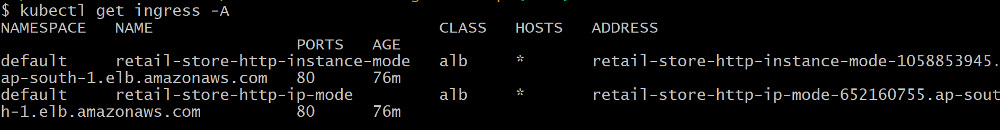 $ kubectl get ingress -A
NAMESPACE   NAME                              CLASS   HOSTS   ADDRESS
PORTS   AGE
default     retail-store-http-instance-mode   alb     *       retail-store-http-instance-mode-1058853945.
ap-south-1.elb.amazonaws.com   80      76m
default     retail-store-http-ip-mode         alb     *       retail-store-http-ip-mode-652160755.ap-sout
h-1.elb.amazonaws.com          80      76m